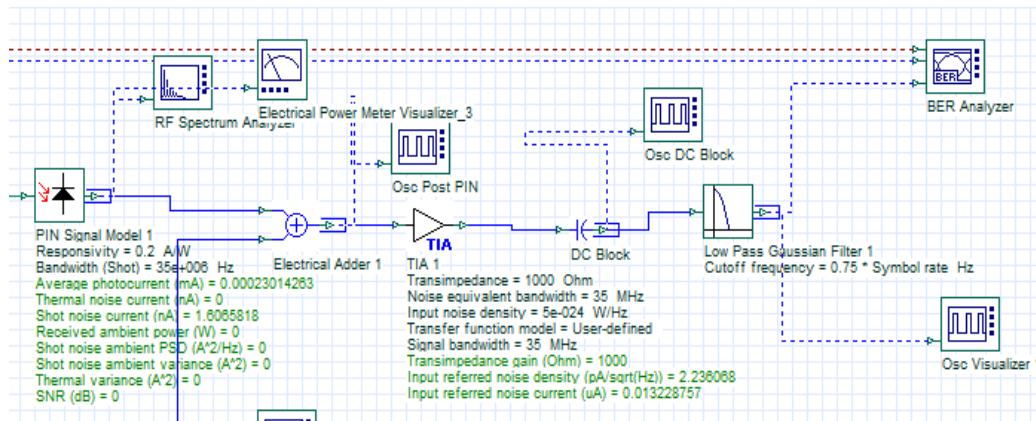 BER
BER Analyzer
RF Spectrum Analyzer
Electrical Power Meter Visualizer_3
Osc DC Block
Osc Post PIN
PIN Signal Model 1
Responsivity = 0.2 A/W
Bandwidth (Shot) = 35e+006 Hz
Average photocurrent (mA) = 0.00023014263
Thermal noise current (nA) = 0
Shot noise current (nA) = 1.6065818
Received ambient power (W) = 0
Shot noise ambient PSD (A^2/Hz) = 0
Shot noise ambient variance (A^2) = 0
Thermal variance (A^2) = 0
SNR (dB) = 0
Electrical Adder 1
TIA
TIA 1
Transimpedance = 1000 Ohm
Noise equivalent bandwidth = 35 MHz
Input noise density = 5e-024 W/Hz
Transfer function model = User-defined
Signal bandwidth = 35 MHz
Transimpedance gain (Ohm) = 1000
Input referred noise density (pA/sqrt(Hz)) = 2.236068
Input referred noise current (uA) = 0.013228757
DC Block
Low Pass Gaussian Filter 1
Cutoff frequency = 0.75 * Symbol rate Hz
Osc Visualizer